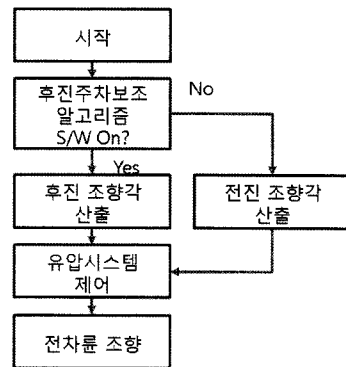 시작
후진주차보조
알고리즘
S/W On?
No
Yes
후진 조향각
산출
전진 조향각
산출
유압시스템
제어
전차륜 조향